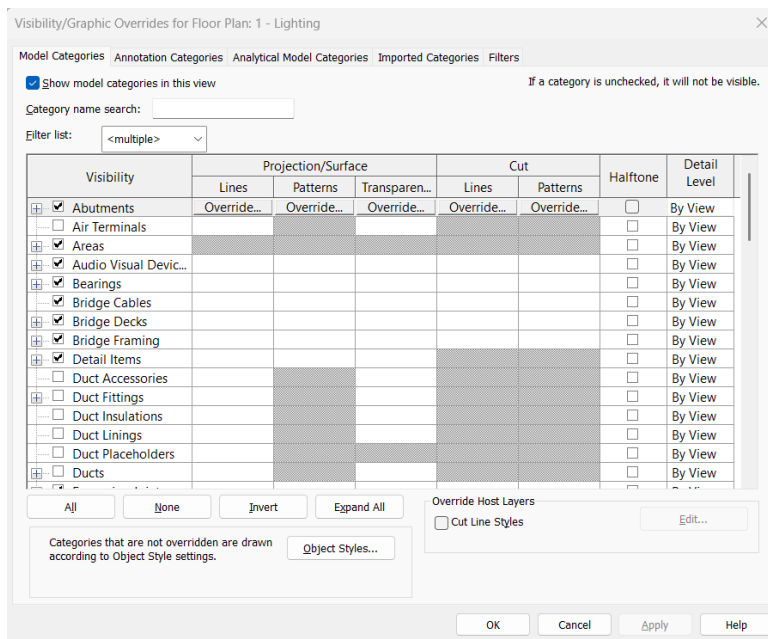 Visibility/Graphic Overrides for Floor Plan: 1 - Lighting
Model Categories Annotation Categories Analytical Model Categories Imported Categories Filters
Show model categories in this view
If a category is unchecked, it will not be visible.
Category name search:
Filter list: <multiple>
Visibility Projection/Surface Cut Halftone Detail Level
Lines Patterns Transparen... Lines Patterns
Abutments Override... Override... Override... Override... Override... By View
Air Terminals By View
Areas By View
Audio Visual Devic... By View
Bearings By View
Bridge Cables By View
Bridge Decks By View
Bridge Framing By View
Detail Items By View
Duct Accessories By View
Duct Fittings By View
Duct Insulations By View
Duct Linings By View
Duct Placeholders By View
Ducts By View
All None Invert Expand All
Override Host Layers
Cut Line Styles Edit...
Categories that are not overridden are drawn
according to Object Style settings.
Object Styles...
OK Cancel Apply Help